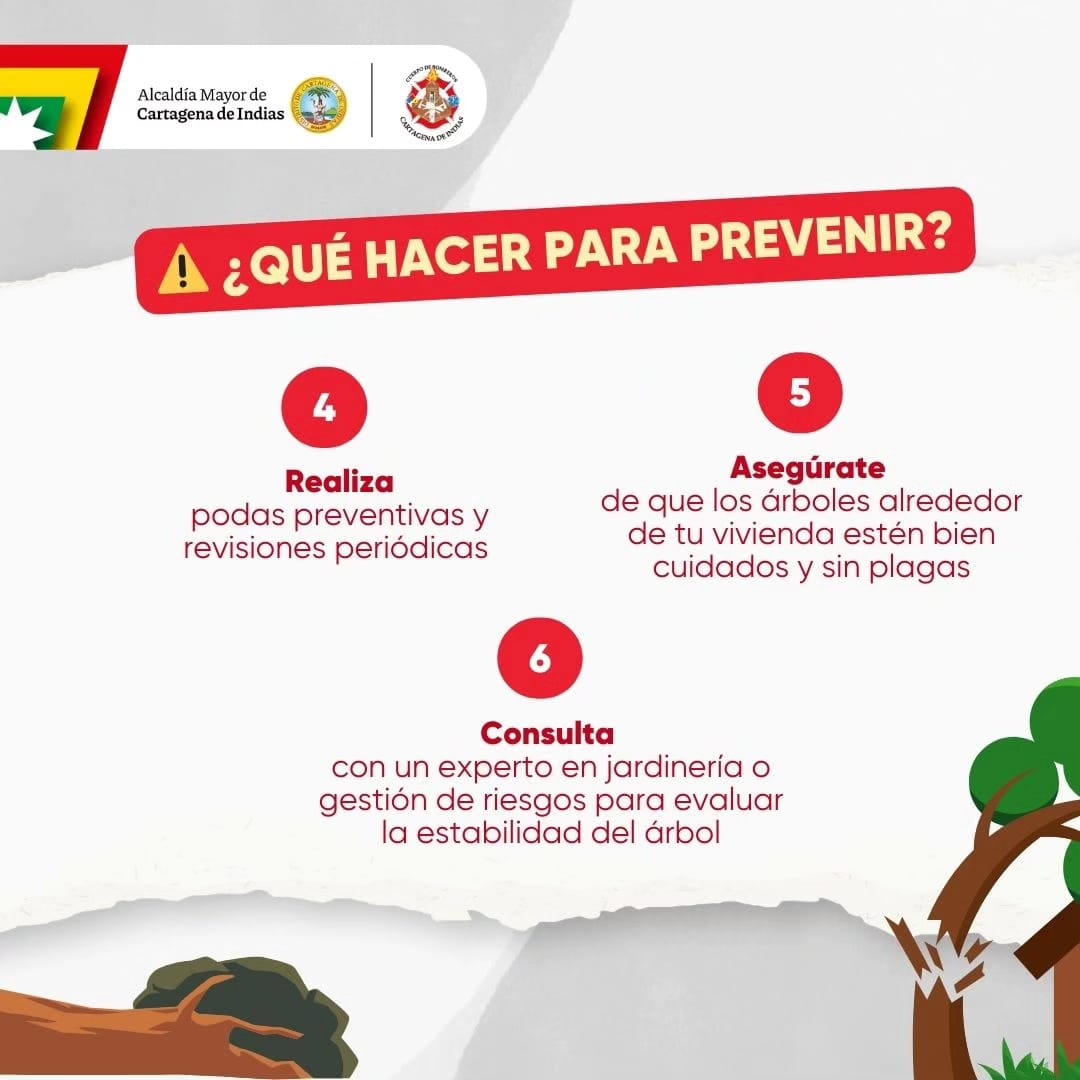 Alcaldía Mayor de
Cartagena de Indias
CUERPO DE BOMBEROS
CARTAGENA DE INDIAS
¿QUÉ HACER PARA PREVENIR?
4
Realiza
podas preventivas y
revisiones periódicas
5
Asegúrate
de que los árboles alrededor
de tu vivienda estén bien
cuidados y sin plagas
6
Consulta
con un experto en jardinería o
gestión de riesgos para evaluar
la estabilidad del árbol